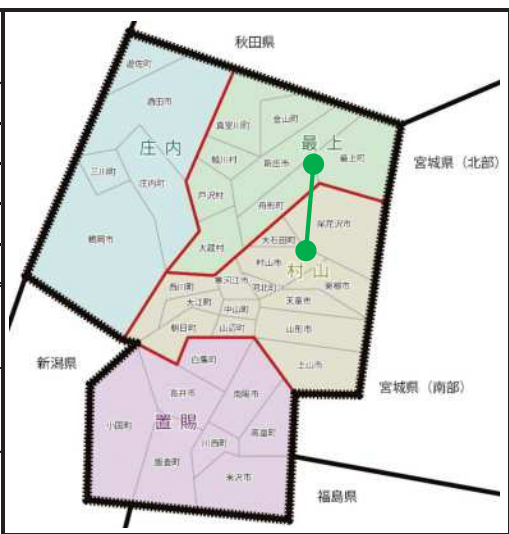 秋田県
遊佐町
酒田市
金山町
真室川町
最上
庄内
宮城県（北部）
鮭川村
新庄市
最上町
三川町
庄内町
戸沢村
舟形町
尾花沢市
鶴岡市
大蔵村
大石田町
村山市
村山
西川町
寒河江市
河北町
東根市
大江町
天童市
中山町
朝日町
山辺町
山形市
新潟県
白鷹町
上山市
宮城県（南部）
長井市
南陽市
小国町
置賜
高畠町
川西町
飯豊町
米沢市
福島県